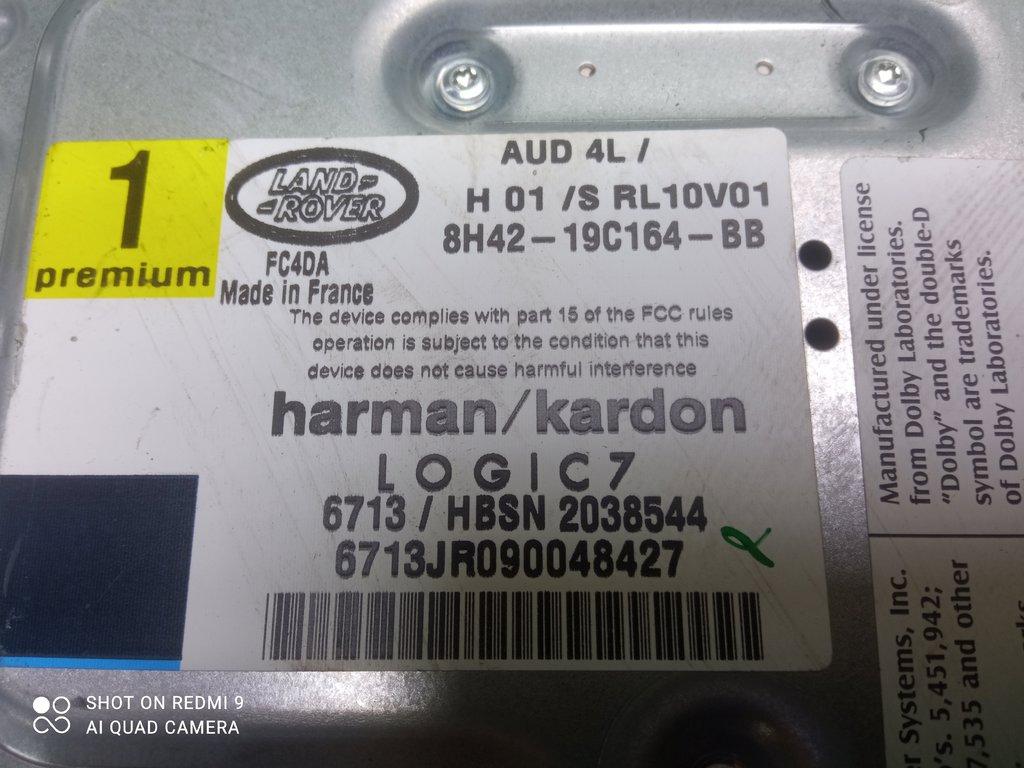 1
premium
LAND-
-ROVER
FC4DA
Made in France
AUD 4L /
H 01 /S RL10V01
8H42-19C164-BB
The device complies with part 15 of the FCC rules
operation is subject to the condition that this
device does not cause harmful interference
harman/kardon
LOGIC7
6713 / HBSN 2038544
6713JR090048427
Manufactured under license
from Dolby Laboratories.
"Dolby" and the double-D
symbol are trademarks
of Dolby Laboratories.
Systems, Inc.
5,451,942;
7,535 and other
SHOT ON REDMI 9
AI QUAD CAMERA